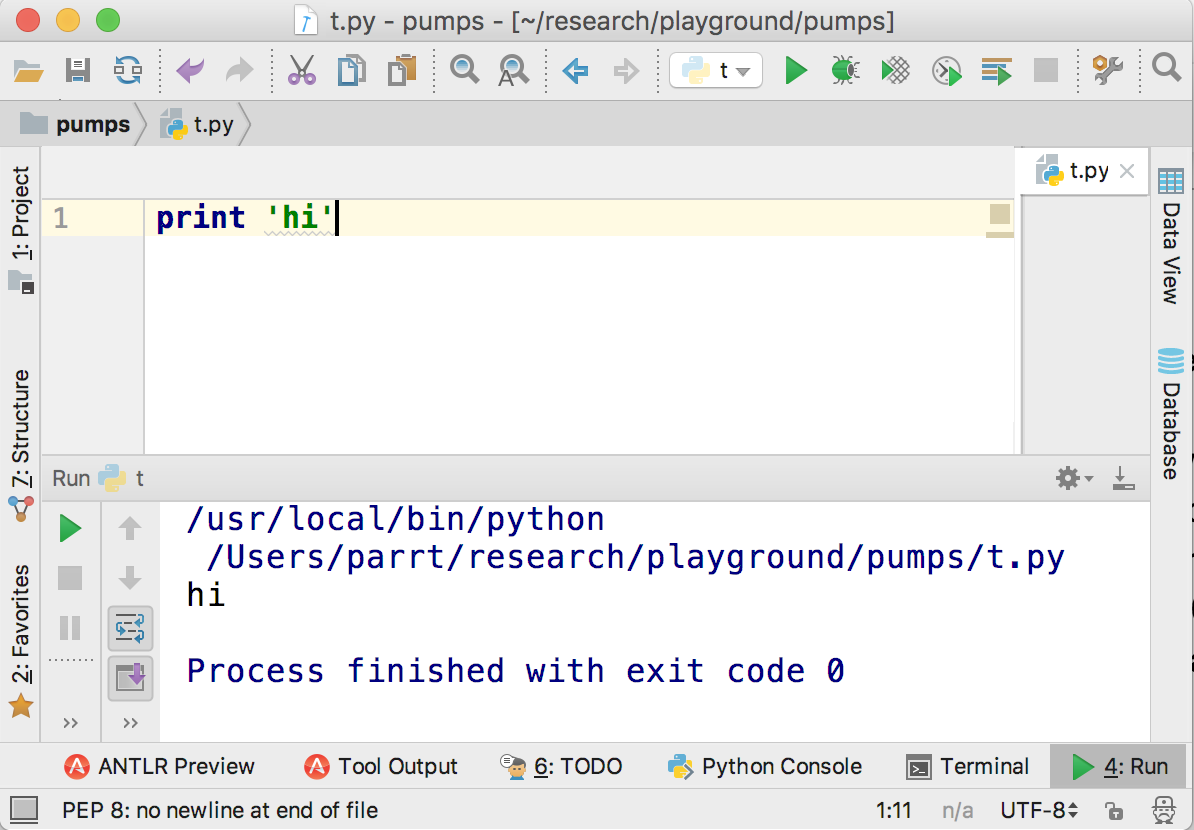 t.py - pumps - [~/research/playground/pumps]
t
pumps
t.py
t.py
1: Project
1
print 'hi'
Data View
7: Structure
Database
Run
t
/usr/local/bin/python
/Users/parrt/research/playground/pumps/t.py
hi
Process finished with exit code 0
2: Favorites
ANTLR Preview
Tool Output
6: TODO
Python Console
Terminal
4: Run
PEP 8: no newline at end of file
1:11
n/a
UTF-8